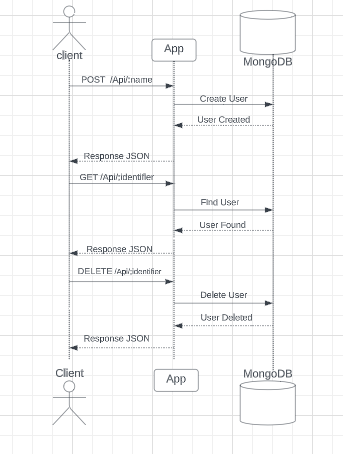 client
App
MongoDB
POST /Api/:name
Create User
User Created
Response JSON
GET /Api/:identifier
Find User
User Found
Response JSON
DELETE /Api/:identifier
Delete User
User Deleted
Response JSON
Client
App
MongoDB